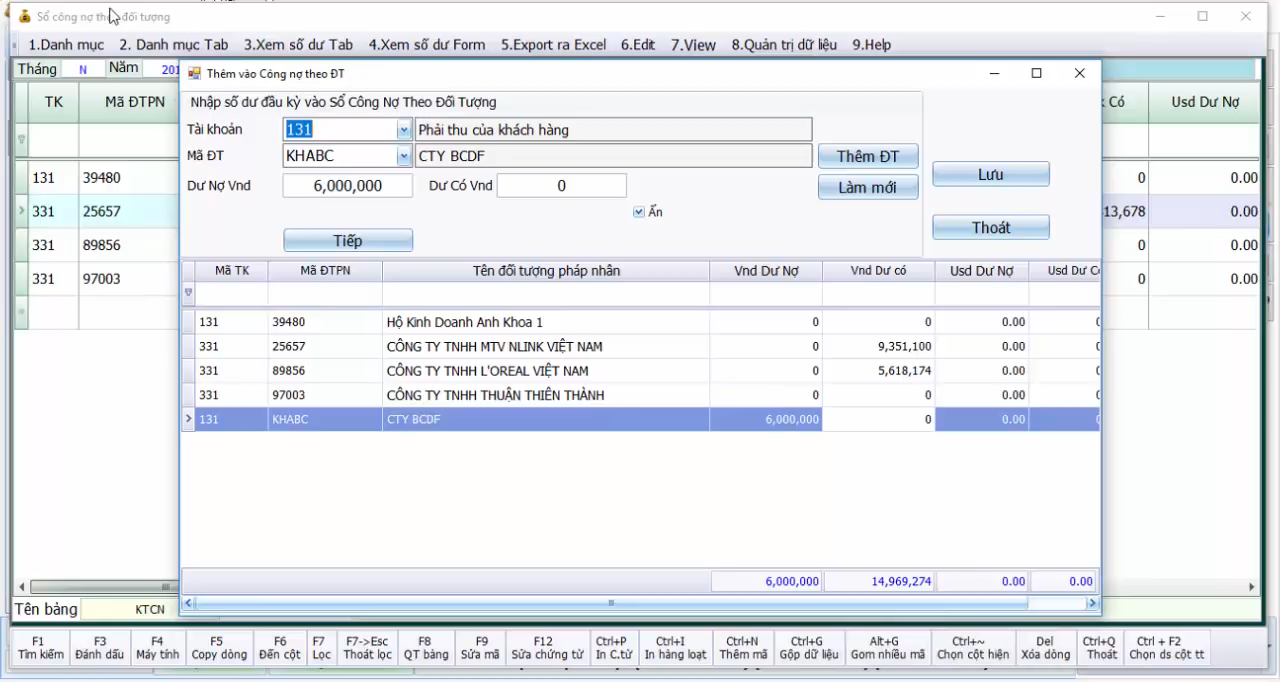 Sổ công nợ theo đối tượng
1.Danh mục 2. Danh mục Tab 3.Xem số dư Tab 4.Xem số dư Form 5.Export ra Excel 6.Edit 7.View 8.Quản trị dữ liệu 9.Help
Tháng N Năm 201
Thêm vào Công nợ theo ĐT
Nhập số dư đầu kỳ vào Sổ Công Nợ Theo Đối Tượng
Tài khoản 131 Phải thu của khách hàng
Mã ĐT KHABC CTY BCDF Thêm ĐT
Dư Nợ Vnd 6,000,000 Dư Có Vnd 0 Làm mới
Lưu
Thoát
Ẩn
Tiếp
TK Mã ĐTPN Có Usd Dư Nợ
131 39480 0 0.00
331 25657 13,678 0.00
331 89856 0 0.00
331 97003 0 0.00
Mã TK Mã ĐTPN Tên đối tượng pháp nhân Vnd Dư Nợ Vnd Dư có Usd Dư Nợ Usd Dư
131 39480 Hộ Kinh Doanh Anh Khoa 1 0 0 0.00
331 25657 CÔNG TY TNHH MTV NLINK VIỆT NAM 0 9,351,100 0.00
331 89856 CÔNG TY TNHH L'OREAL VIỆT NAM 0 5,618,174 0.00
331 97003 CÔNG TY TNHH THUẬN THIÊN THÀNH 0 0 0.00
131 KHABC CTY BCDF 6,000,000 0 0.00
6,000,000 14,969,274 0.00 0.00
Tên bảng KTCN
F1 F3 F4 F5 F6 F7 F7->Esc F8 F9 F12 Ctrl+P Ctrl+I Ctrl+N Ctrl+G Alt+G Ctrl+~ Del Ctrl+Q Ctrl + F2
Tìm kiếm Đánh dấu Máy tính Copy dòng Đến cột Lọc Thoát lọc QT bảng Sửa mã Sửa chứng từ In C.từ In hàng loạt Thêm mã Gộp dữ liệu Gom nhiều mã Chọn cột hiện Xóa dòng Thoát Chọn ds cột tt